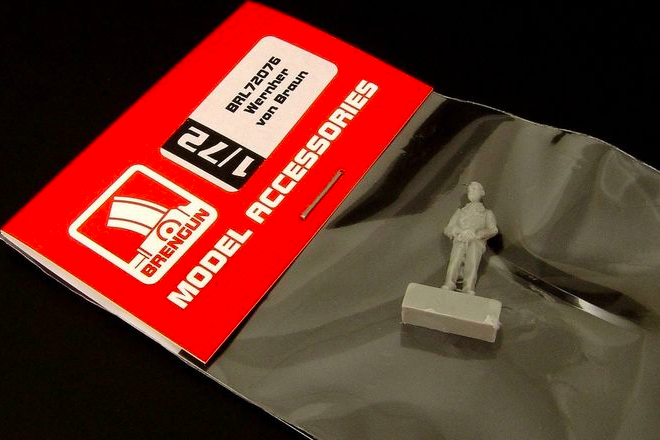 BRL72076
Wernher
von Braun
1/72
BRENGUN
MODEL ACCESSORIES